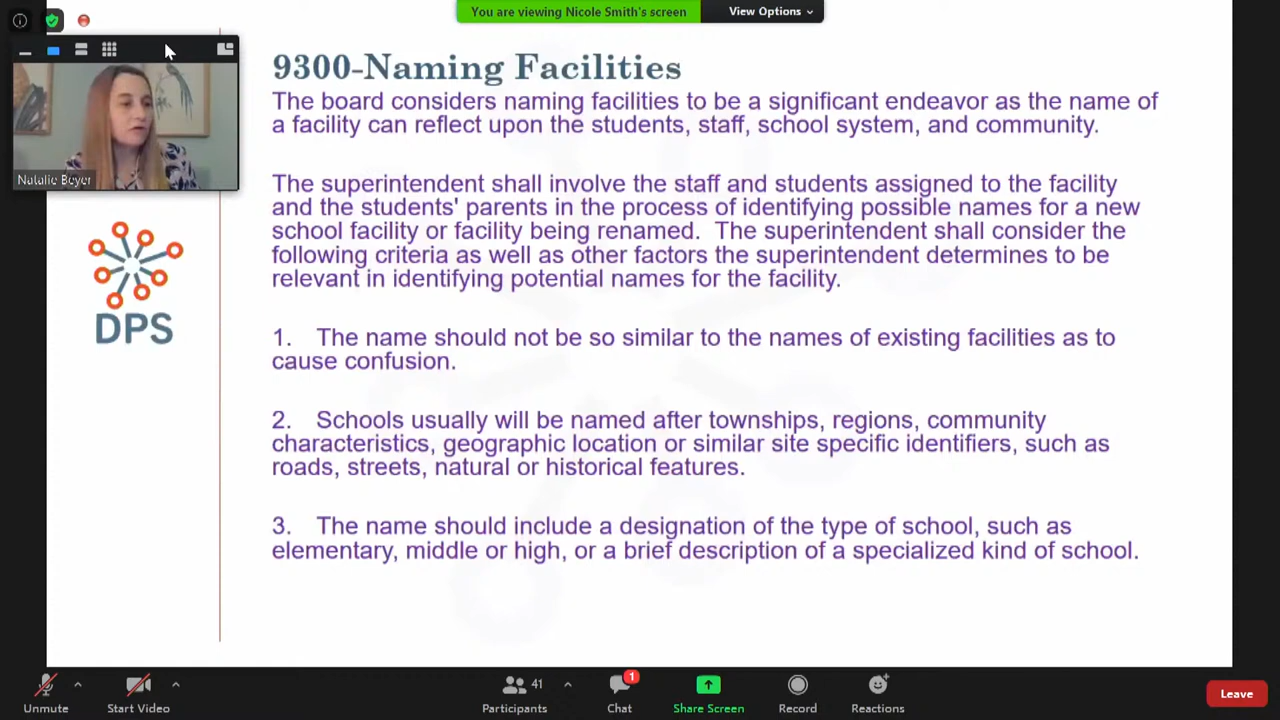 You are viewing Nicole Smith's screen
View Options
9300-Naming Facilities
The board considers naming facilities to be a significant endeavor as the name of
a facility can reflect upon the students, staff, school system, and community.
Natalie Beyer
The superintendent shall involve the staff and students assigned to the facility
and the students' parents in the process of identifying possible names for a new
school facility or facility being renamed.  The superintendent shall consider the
following criteria as well as other factors the superintendent determines to be
relevant in identifying potential names for the facility.
DPS
1.   The name should not be so similar to the names of existing facilities as to
cause confusion.
2.   Schools usually will be named after townships, regions, community
characteristics, geographic location or similar site specific identifiers, such as
roads, streets, natural or historical features.
3.   The name should include a designation of the type of school, such as
elementary, middle or high, or a brief description of a specialized kind of school.
41
1
Unmute
Start Video
Participants
Chat
Share Screen
Record
Reactions
Leave